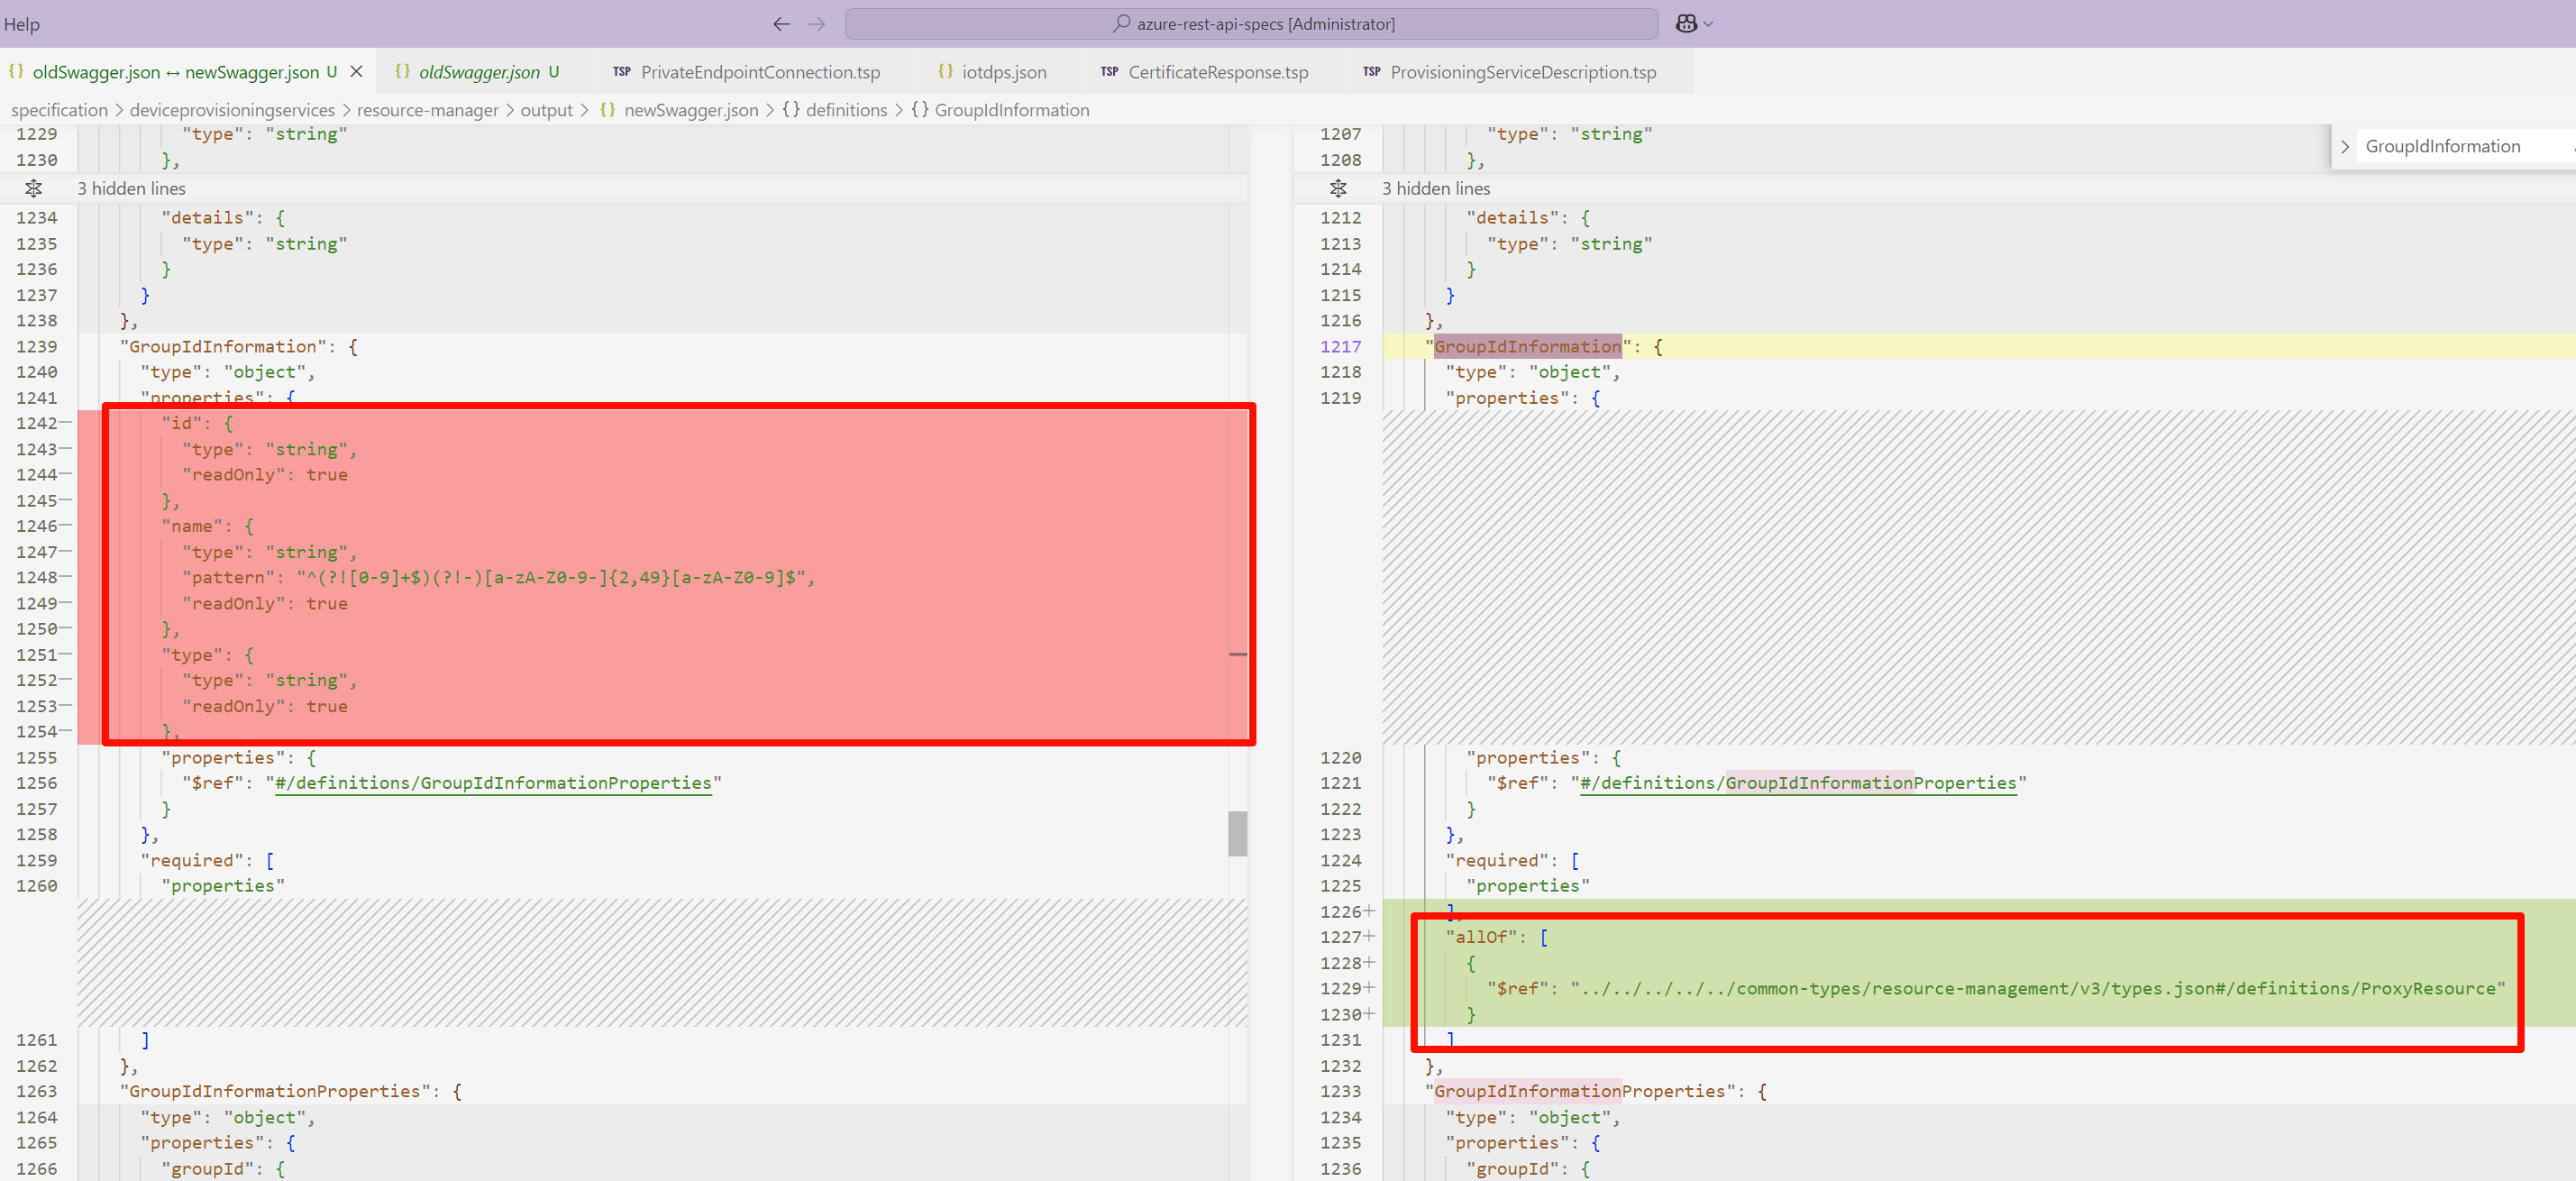 Help
azure-rest-api-specs [Administrator]
oldSwagger.json ↔ newSwagger.json U
oldSwagger.json U
TSP PrivateEndpointConnection.tsp
{} iotdps.json
TSP CertificateResponse.tsp
TSP ProvisioningServiceDescription.tsp
specification > deviceprovisioningservices > resource-manager > output > {} newSwagger.json > {} definitions > {} GroupIdInformation
GroupIdInformation
1229 "type": "string"
1230 },
3 hidden lines
1234 "details": {
1235 "type": "string"
1236 }
1237 }
1238 },
1239 "GroupIdInformation": {
1240 "type": "object",
1241 "properties": {
1242— "id": {
1243— "type": "string",
1244— "readOnly": true
1245— },
1246— "name": {
1247— "type": "string",
1248— "pattern": "^(?![0-9]+$)(?!-)[a-zA-Z0-9-]{2,49}[a-zA-Z0-9]$",
1249— "readOnly": true
1250— },
1251— "type": {
1252— "type": "string",
1253— "readOnly": true
1254— },
1255 "properties": {
1256 "$ref": "#/definitions/GroupIdInformationProperties"
1257 }
1258 },
1259 "required": [
1260 "properties"
1261 ]
1262 },
1263 "GroupIdInformationProperties": {
1264 "type": "object",
1265 "properties": {
1266 "groupId": {
1207 "type": "string"
1208 },
3 hidden lines
1212 "details": {
1213 "type": "string"
1214 }
1215 }
1216 },
1217 "GroupIdInformation": {
1218 "type": "object",
1219 "properties": {
1220 "properties": {
1221 "$ref": "#/definitions/GroupIdInformationProperties"
1222 }
1223 },
1224 "required": [
1225 "properties"
1226+ ],
1227+ "allOf": [
1228+ {
1229+ "$ref": "../../../../../common-types/resource-management/v3/types.json#/definitions/ProxyResource"
1230+ }
1231 ]
1232 },
1233 "GroupIdInformationProperties": {
1234 "type": "object",
1235 "properties": {
1236 "groupId": {